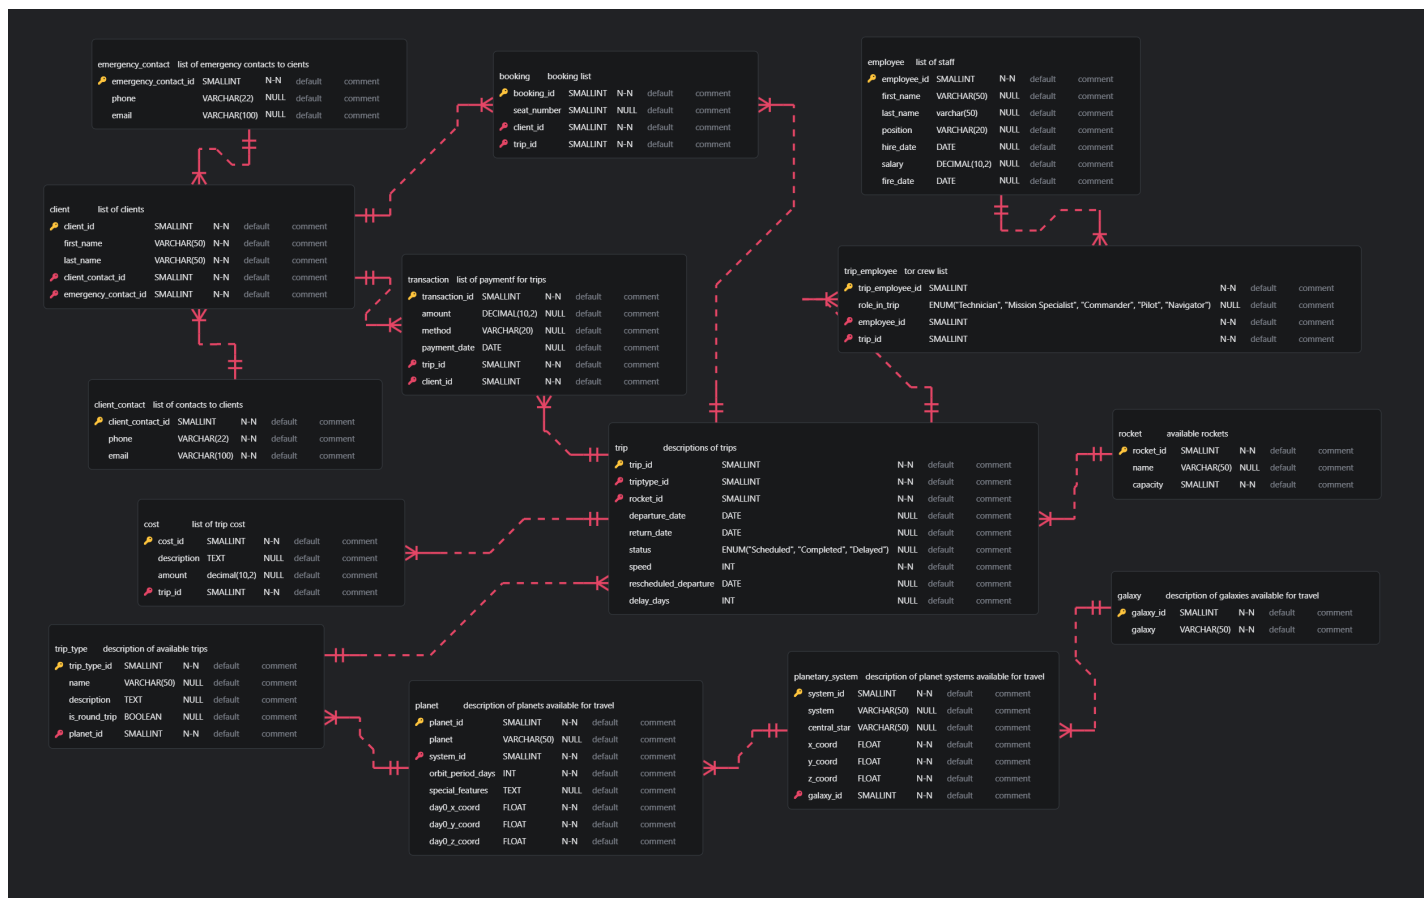 emergency_contact list of emergency contacts to cients
emergency_contact_id SMALLINT N-N default comment
phone VARCHAR(22) NULL default comment
email VARCHAR(100) NULL default comment
booking booking list
booking_id SMALLINT N-N default comment
seat_number SMALLINT NULL default comment
client_id SMALLINT N-N default comment
trip_id SMALLINT N-N default comment
employee list of staff
employee_id SMALLINT N-N default comment
first_name VARCHAR(50) NULL default comment
last_name varchar(50) NULL default comment
position VARCHAR(20) NULL default comment
hire_date DATE NULL default comment
salary DECIMAL(10,2) NULL default comment
fire_date DATE NULL default comment
client list of clients
client_id SMALLINT N-N default comment
first_name VARCHAR(50) N-N default comment
last_name VARCHAR(50) N-N default comment
client_contact_id SMALLINT N-N default comment
emergency_contact_id SMALLINT N-N default comment
transaction list of paymentf for trips
transaction_id SMALLINT N-N default comment
amount DECIMAL(10,2) NULL default comment
method VARCHAR(20) NULL default comment
payment_date DATE NULL default comment
trip_id SMALLINT N-N default comment
client_id SMALLINT N-N default comment
trip_employee tor crew list
trip_employee_id SMALLINT N-N default comment
role_in_trip ENUM("Technician", "Mission Specialist", "Commander", "Pilot", "Navigator") NULL default comment
employee_id SMALLINT N-N default comment
trip_id SMALLINT N-N default comment
client_contact list of contacts to clients
client_contact_id SMALLINT N-N default comment
phone VARCHAR(22) N-N default comment
email VARCHAR(100) N-N default comment
trip descriptions of trips
trip_id SMALLINT N-N default comment
triptype_id SMALLINT N-N default comment
rocket_id SMALLINT N-N default comment
departure_date DATE NULL default comment
return_date DATE NULL default comment
status ENUM("Scheduled", "Completed", "Delayed") NULL default comment
speed INT N-N default comment
rescheduled_departure DATE NULL default comment
delay_days INT NULL default comment
rocket available rockets
rocket_id SMALLINT N-N default comment
name VARCHAR(50) NULL default comment
capacity SMALLINT N-N default comment
cost list of trip cost
cost_id SMALLINT N-N default comment
description TEXT NULL default comment
amount decimal(10,2) NULL default comment
trip_id SMALLINT N-N default comment
galaxy description of galaxies available for travel
galaxy_id SMALLINT N-N default comment
galaxy VARCHAR(50) N-N default comment
trip_type description of available trips
trip_type_id SMALLINT N-N default comment
name VARCHAR(50) NULL default comment
description TEXT NULL default comment
is_round_trip BOOLEAN NULL default comment
planet_id SMALLINT N-N default comment
planet description of planets available for travel
planet_id SMALLINT N-N default comment
planet VARCHAR(50) NULL default comment
system_id SMALLINT N-N default comment
orbit_period_days INT N-N default comment
special_features TEXT NULL default comment
day0_x_coord FLOAT N-N default comment
day0_y_coord FLOAT N-N default comment
day0_z_coord FLOAT N-N default comment
planetary_system description of planet systems available for travel
system_id SMALLINT N-N default comment
system VARCHAR(50) NULL default comment
central_star VARCHAR(50) NULL default comment
x_coord FLOAT N-N default comment
y_coord FLOAT N-N default comment
z_coord FLOAT N-N default comment
galaxy_id SMALLINT N-N default comment